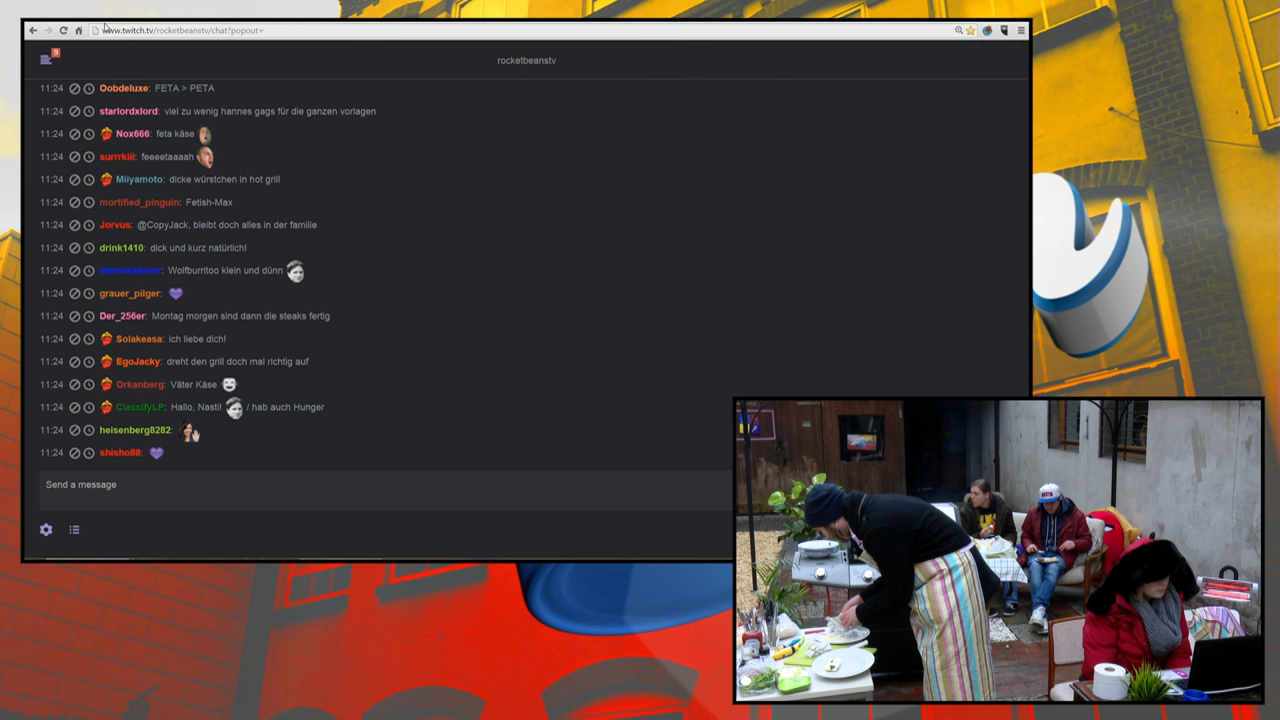 www.twitch.tv/rocketbeanstv/chat?popout=
9
rocketbeanstv
11:24 Oobdeluxe: FETA > PETA
11:24 starlordxlord: viel zu wenig hannes gags für die ganzen vorlagen
11:24 Nox666: feta käse
11:24 surrrkiii: feeeetaaaah
11:24 Miiyamoto: dicke würstchen in hot grill
11:24 mortified_pinguin: Fetish-Max
11:24 Jorvus: @CopyJack, bleibt doch alles in der familie
11:24 drink1410: dick und kurz natürlich!
11:24 Wolfburritoo klein und dünn
11:24 grauer_pilger:
11:24 Der_256er: Montag morgen sind dann die steaks fertig
11:24 Solakeasa: ich liebe dich!
11:24 EgoJacky: dreht den grill doch mal richtig auf
11:24 Orkanberg: Väter Käse
11:24 ClassifyLP: Hallo, Nasti! / hab auch Hunger
11:24 heisenberg8282:
11:24 shisho88:
Send a message